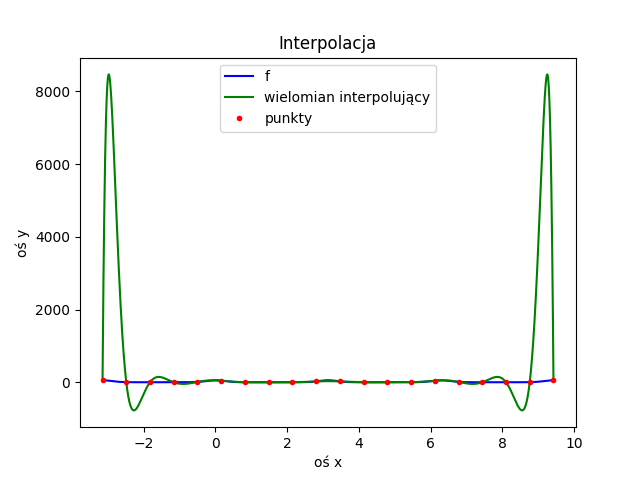 Interpolacja
f
wielomian interpolujący
punkty
8000
6000
4000
2000
0
oś y
−2
0
2
4
6
8
10
oś x